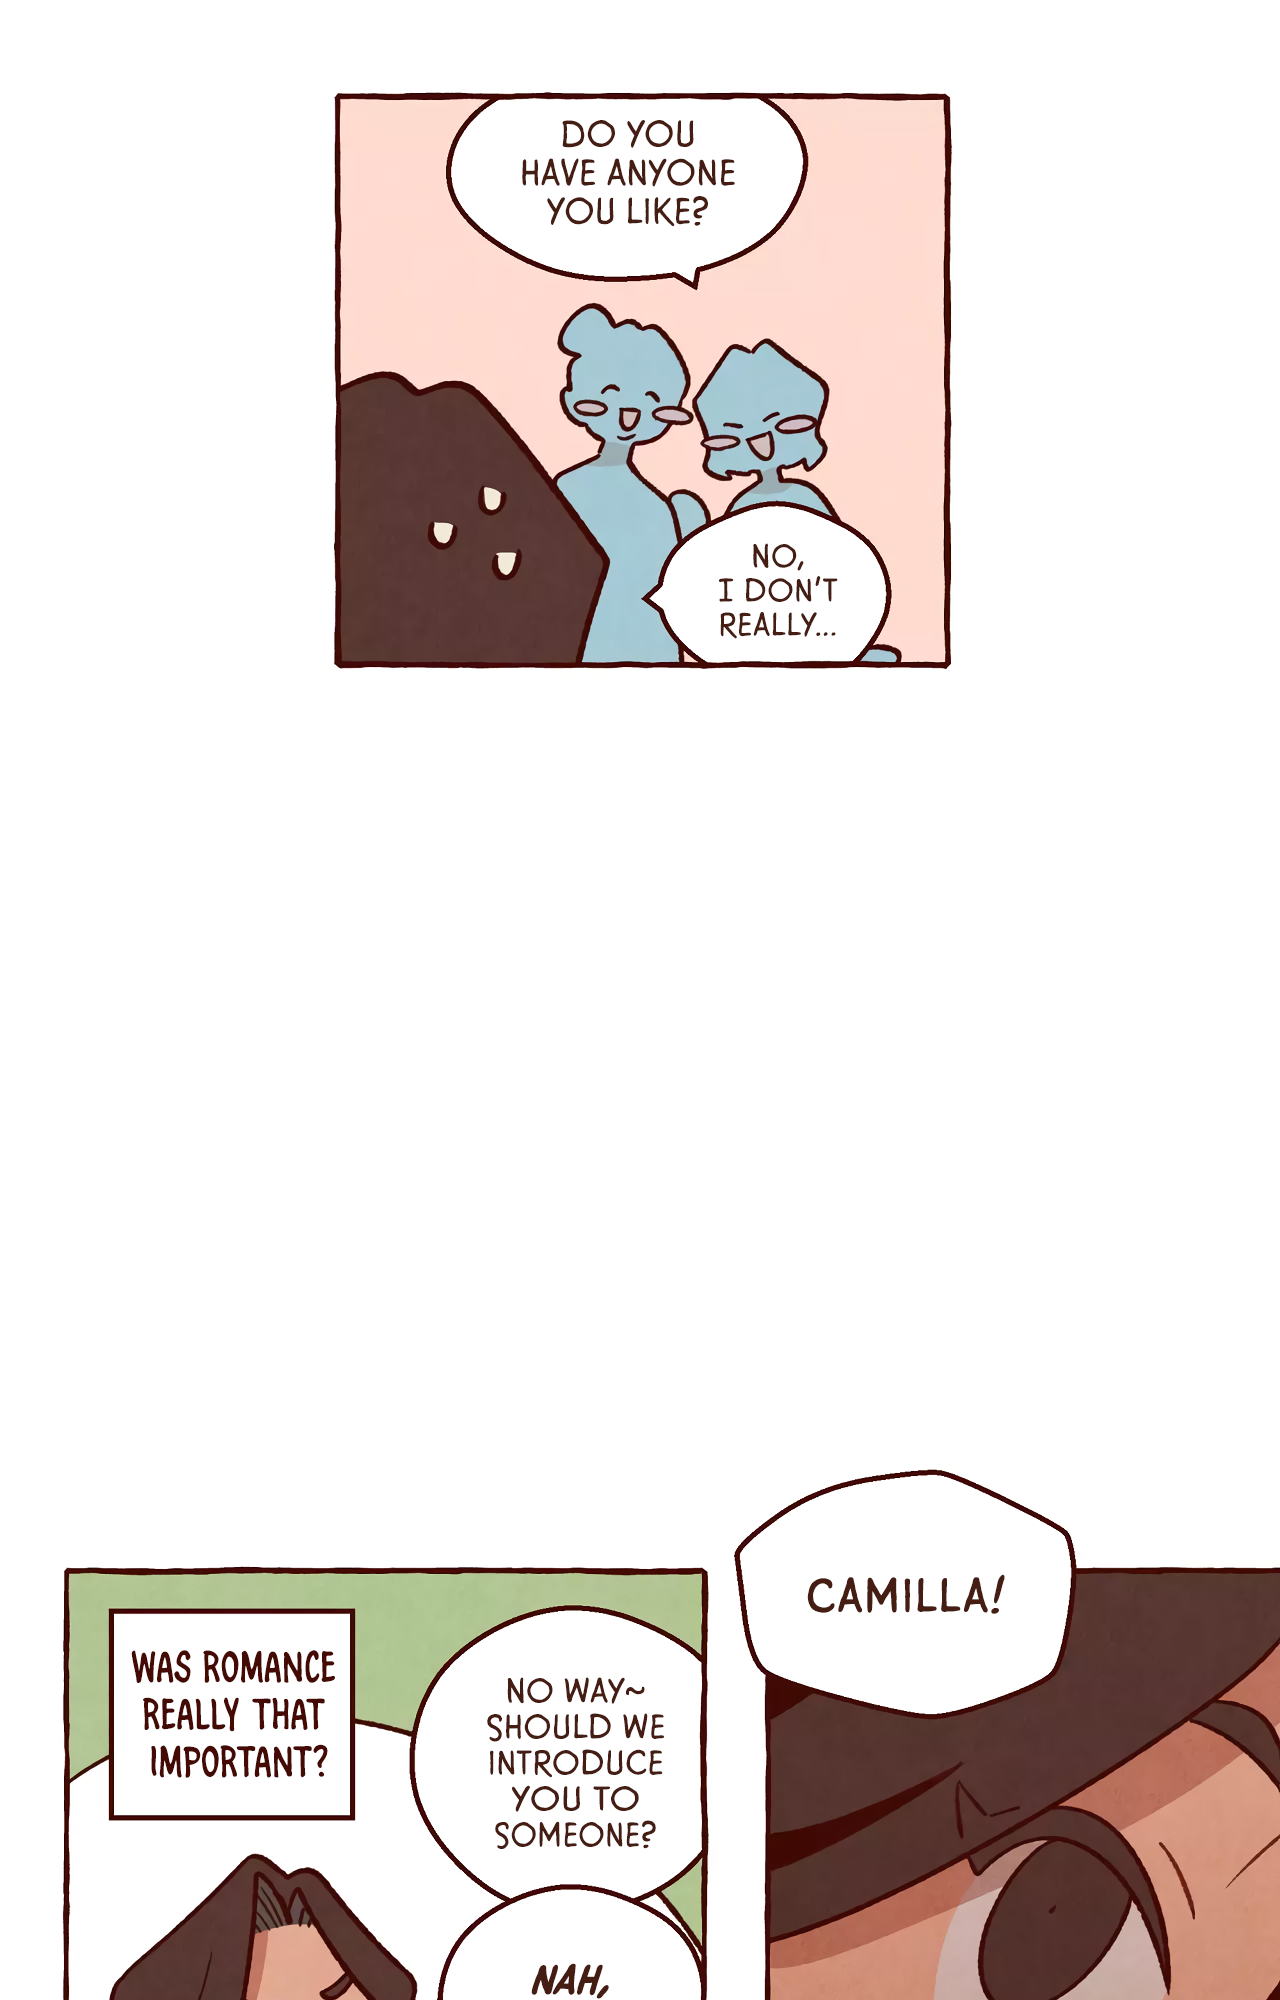 DO YOU
HAVE ANYONE
YOU LIKE?
NO,
I DON'T
REALLY...
WAS ROMANCE
REALLY THAT
IMPORTANT?
NO WAY~
SHOULD WE
INTRODUCE
YOU TO
SOMEONE?
NAH,
CAMILLA!